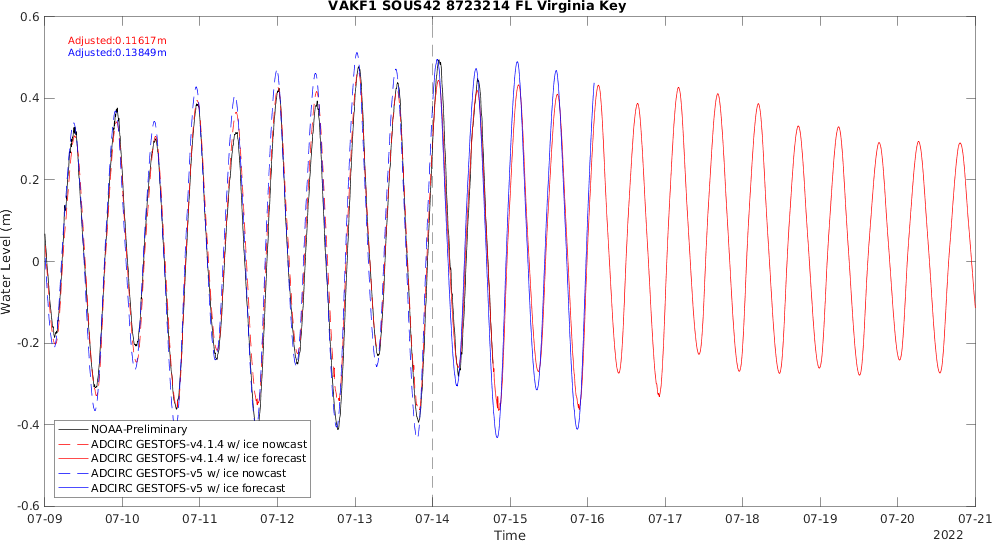 VAKF1 SOUS42 8723214 FL Virginia Key
Adjusted:0.11617m
Adjusted:0.13849m
0.6
0.4
0.2
0
-0.2
-0.4
-0.6
Water Level (m)
NOAA-Preliminary
ADCIRC GESTOFS-v4.1.4 w/ ice nowcast
ADCIRC GESTOFS-v4.1.4 w/ ice forecast
ADCIRC GESTOFS-v5 w/ ice nowcast
ADCIRC GESTOFS-v5 w/ ice forecast
07-09 07-10 07-11 07-12 07-13 07-14 07-15 07-16 07-17 07-18 07-19 07-20 07-21
Time
2022